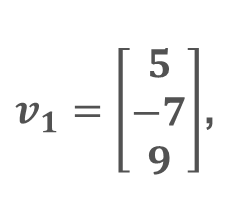 v₁ = [5
−7
9],